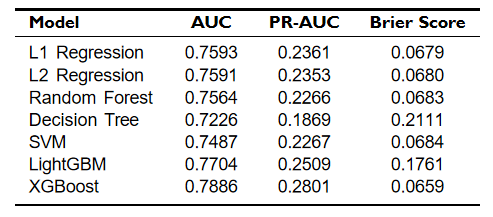 Model AUC PR-AUC Brier Score
L1 Regression 0.7593 0.2361 0.0679
L2 Regression 0.7591 0.2353 0.0680
Random Forest 0.7564 0.2266 0.0683
Decision Tree 0.7226 0.1869 0.2111
SVM 0.7487 0.2267 0.0684
LightGBM 0.7704 0.2509 0.1761
XGBoost 0.7886 0.2801 0.0659